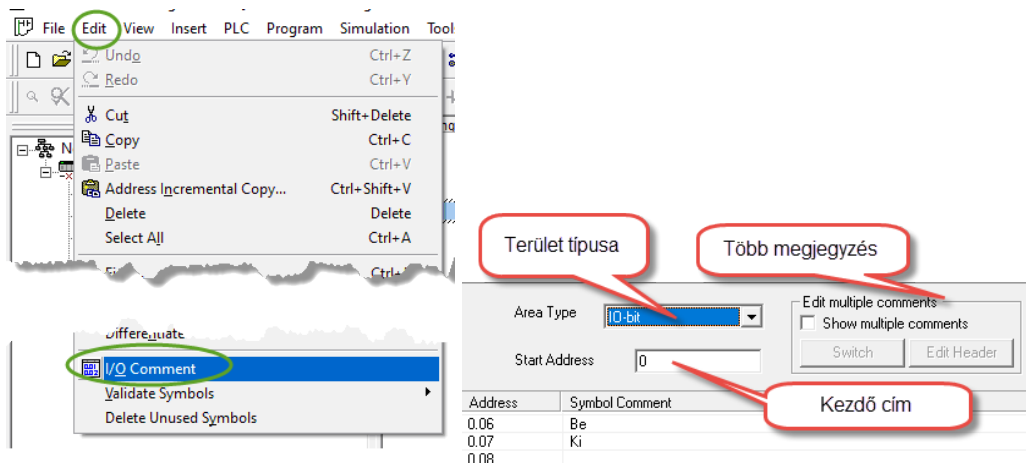 File Edit View Insert PLC Program Simulation
Undo Ctrl+Z
Redo Ctrl+Y
Cut Shift+Delete
Copy Ctrl+C
Paste Ctrl+V
Address Incremental Copy... Ctrl+Shift+V
Delete Delete
Select All Ctrl+A
Differentiate
I/O Comment
Validate Symbols
Delete Unused Symbols
Terület típusa
Több megjegyzés
Area Type IO-bit
Edit multiple comments
Show multiple comments
Switch Edit Header
Start Address 0
Kezdő cím
Address Symbol Comment
0.06 Be
0.07 Ki
0.08